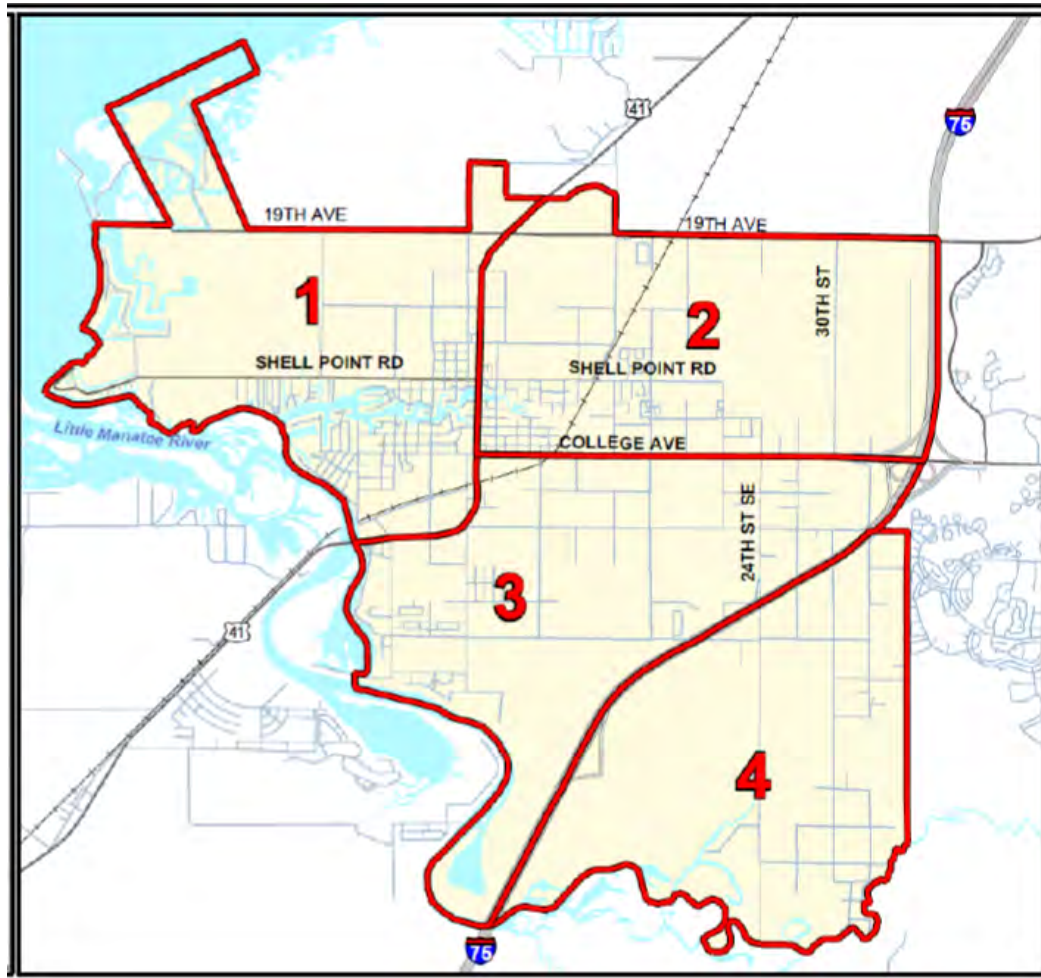 41
75
19TH AVE
19TH AVE
1
2
30TH ST
SHELL POINT RD
SHELL POINT RD
Little Manatee River
COLLEGE AVE
24TH ST SE
3
41
4
75